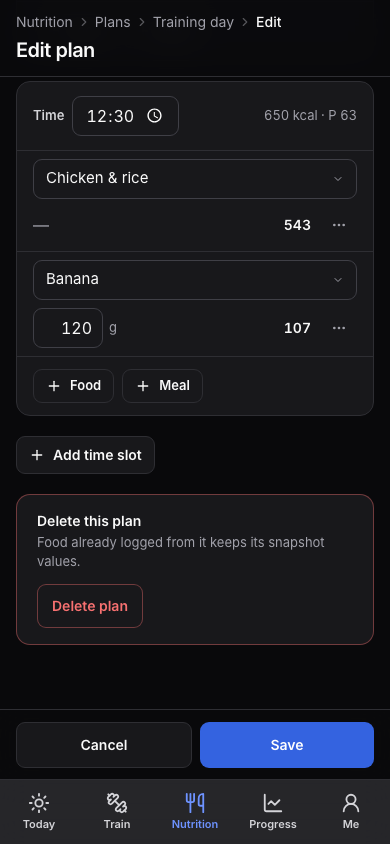 Nutrition > Plans > Training day > Edit
Edit plan
Time 12:30 650 kcal · P 63
Chicken & rice
— 543 ···
Banana
120 g 107 ···
+ Food + Meal
+ Add time slot
Delete this plan
Food already logged from it keeps its snapshot
values.
Delete plan
Cancel Save
Today Train Nutrition Progress Me